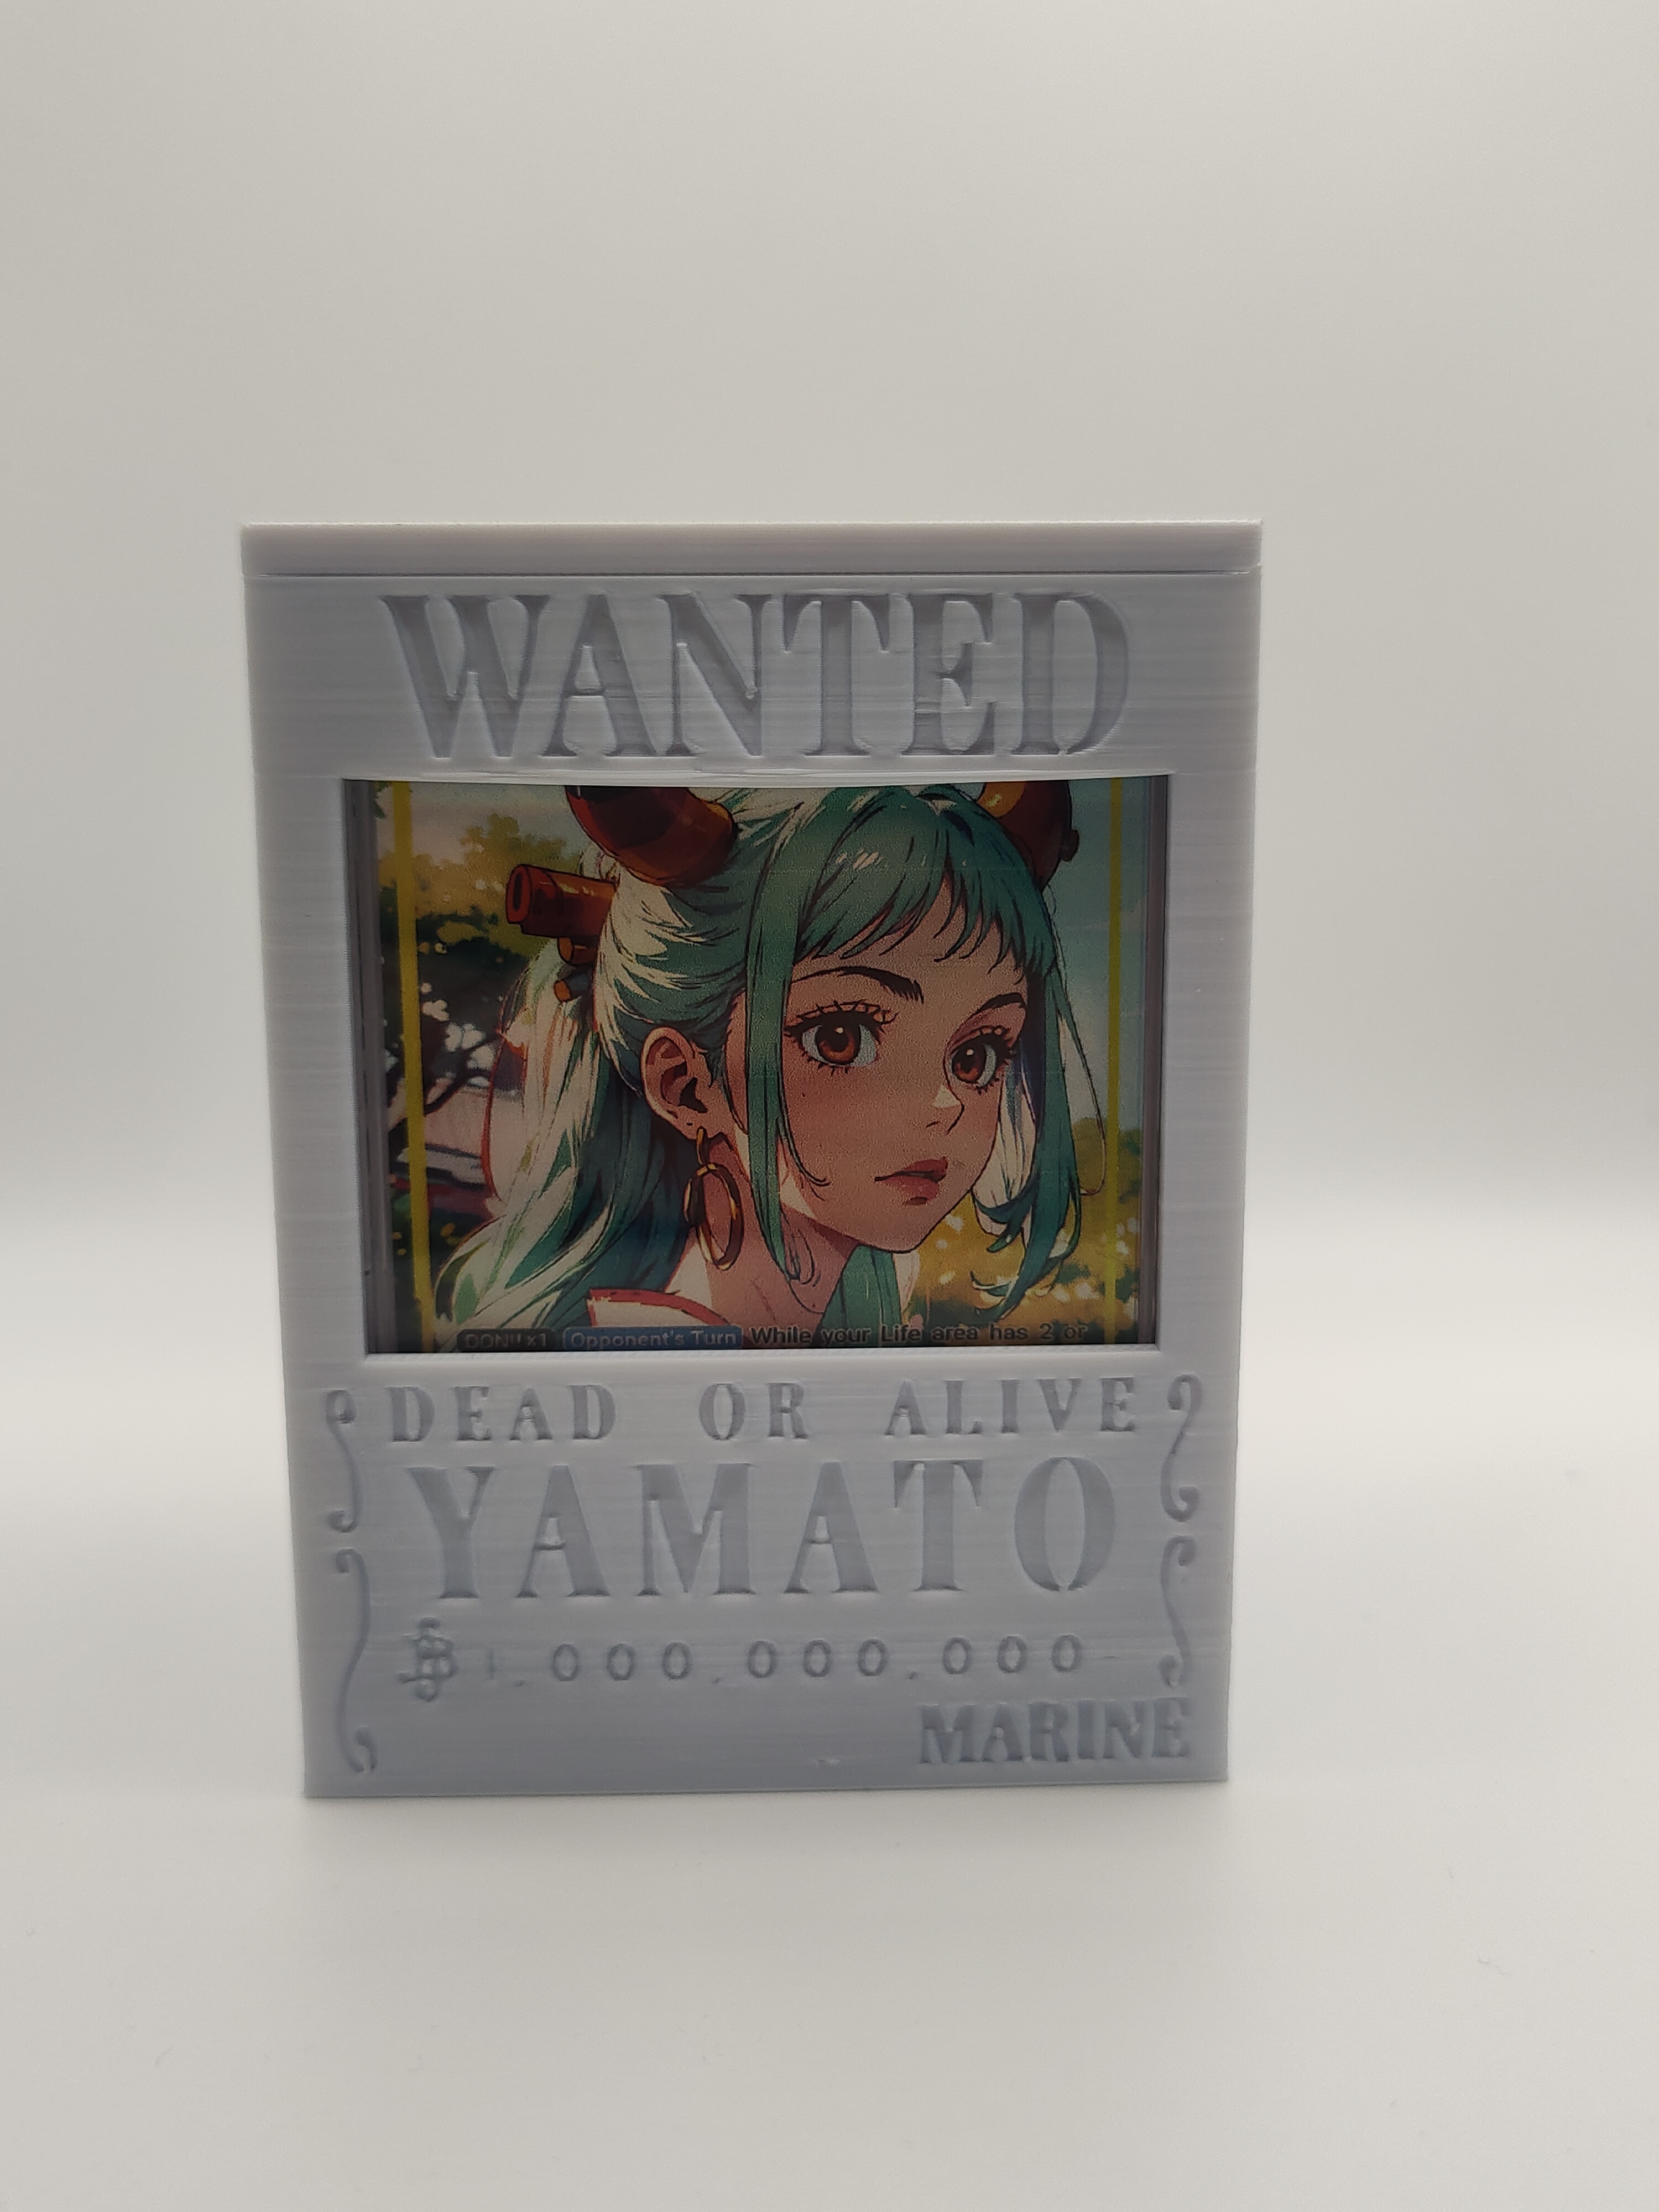 WANTED
DON!! x1 Opponent's Turn While your Life area has 2 or
DEAD OR ALIVE
YAMATO
฿1.000.000.000
MARINE